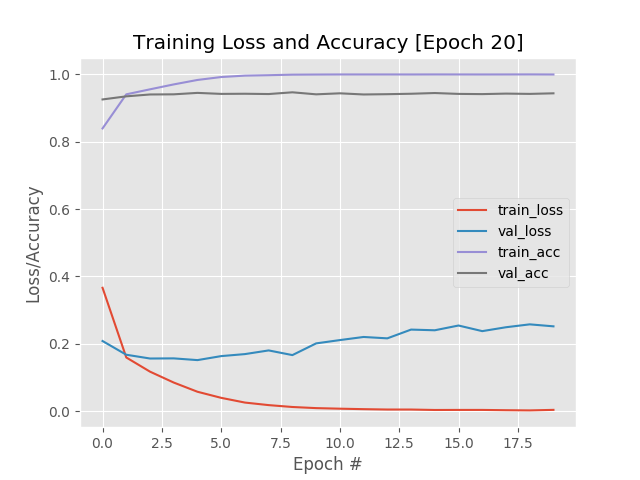 Training Loss and Accuracy [Epoch 20]
1.0
0.8
0.6
0.4
0.2
0.0
Loss/Accuracy
train_loss
val_loss
train_acc
val_acc
0.0 2.5 5.0 7.5 10.0 12.5 15.0 17.5
Epoch #